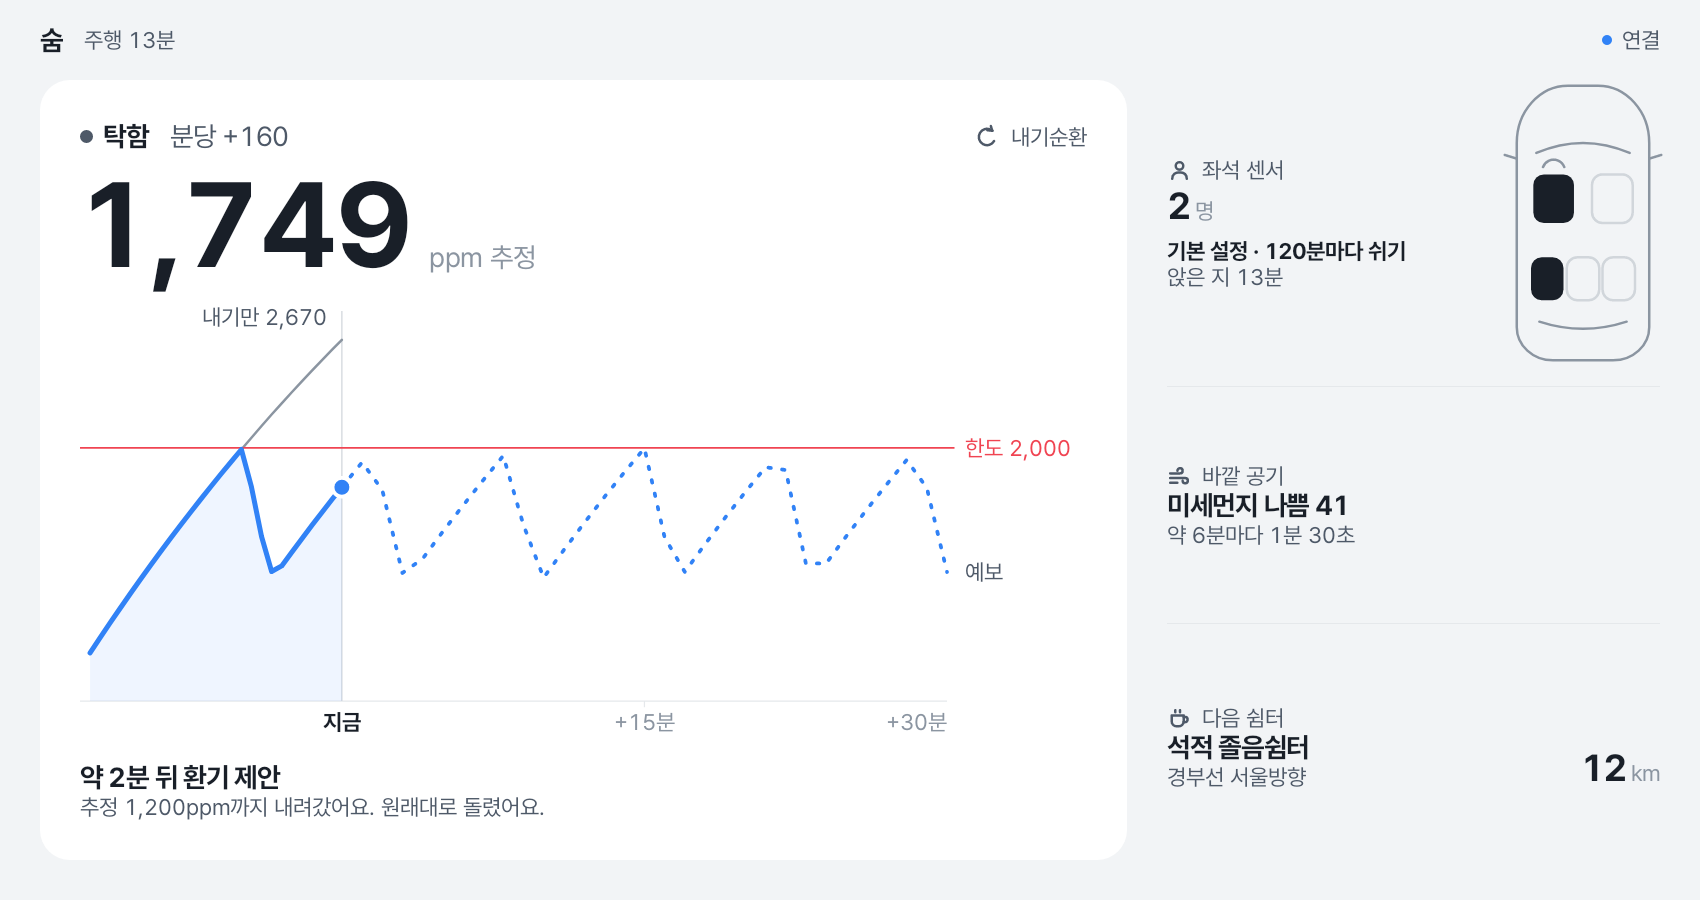 숨 주행 13분
연결
탁함 분당 +160
내기순환
1,749 ppm 추정
내기만 2,670
한도 2,000
예보
지금
+15분
+30분
약 2분 뒤 환기 제안
추정 1,200ppm까지 내려갔어요. 원래대로 돌렸어요.
좌석 센서
2 명
기본 설정 · 120분마다 쉬기
앉은 지 13분
바깥 공기
미세먼지 나쁨 41
약 6분마다 1분 30초
다음 쉼터
석적 졸음쉼터
경부선 서울방향
12 km